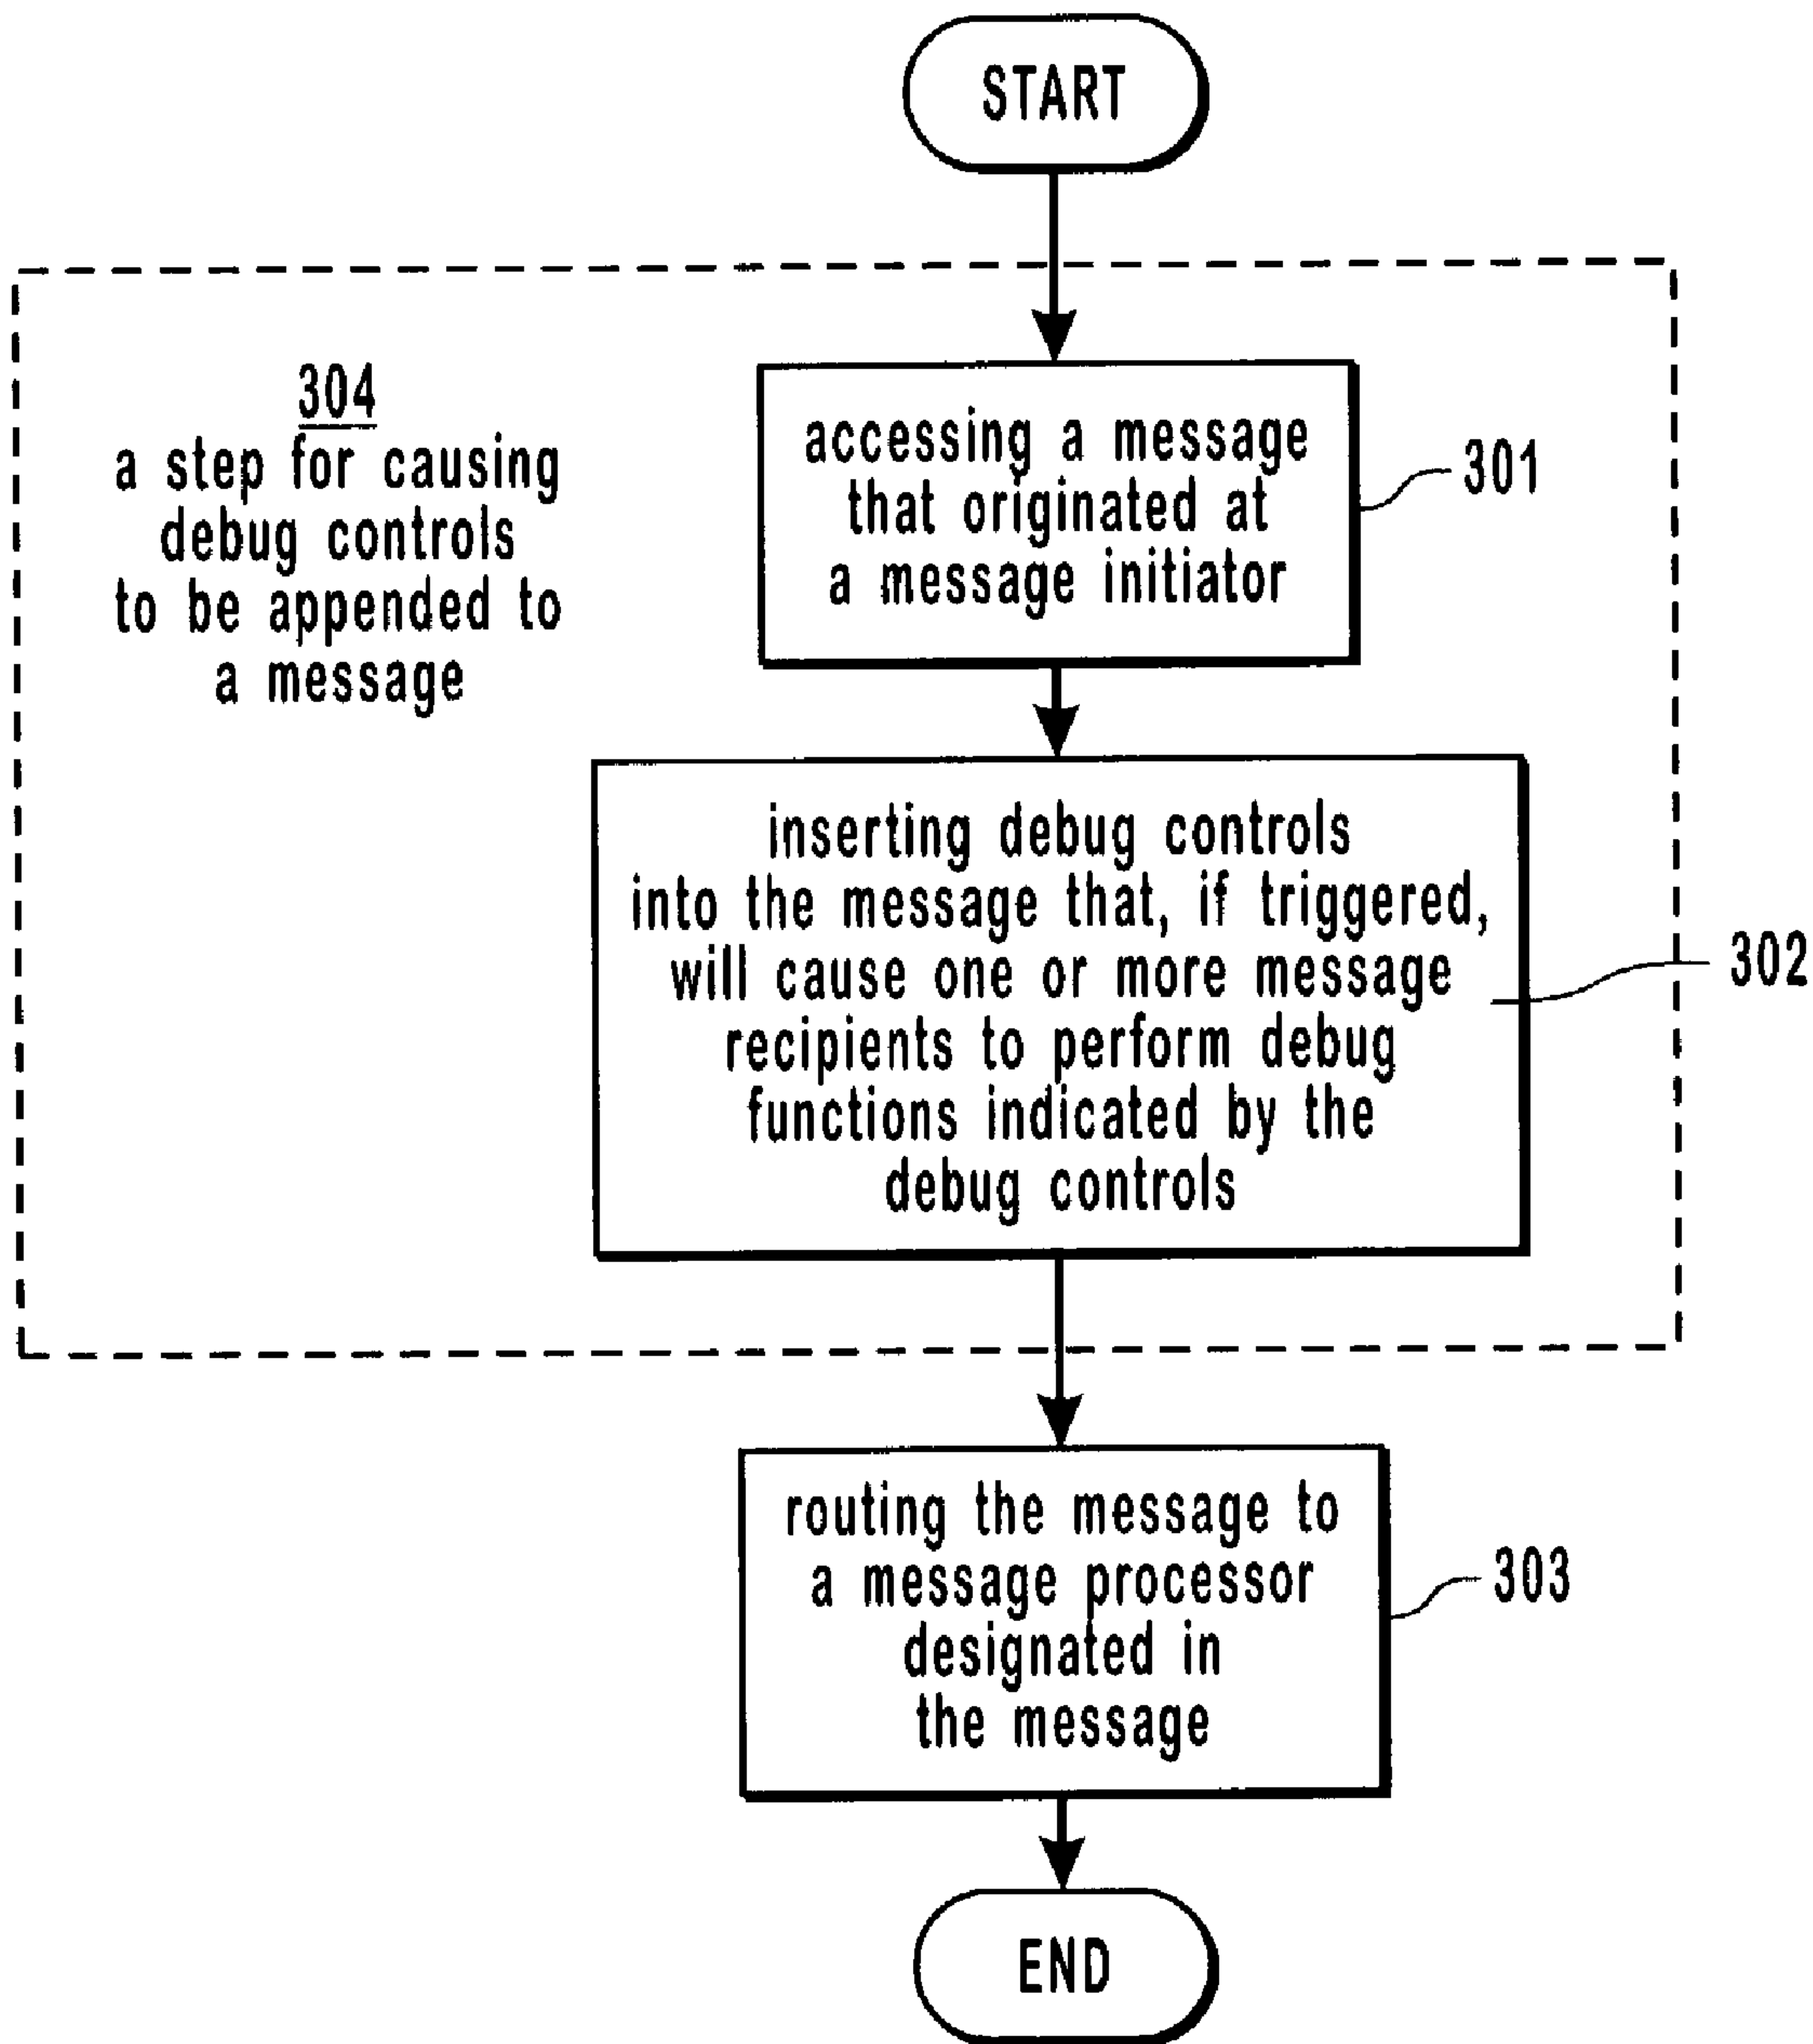 START
304
a step for causing
debug controls
to be appended to
a message
accessing a message
that originated at
a message initiator
301
inserting debug controls
into the message that, if triggered,
will cause one or more message
recipients to perform debug
functions indicated by the
debug controls
302
routing the message to
a message processor
designated in
the message
303
END